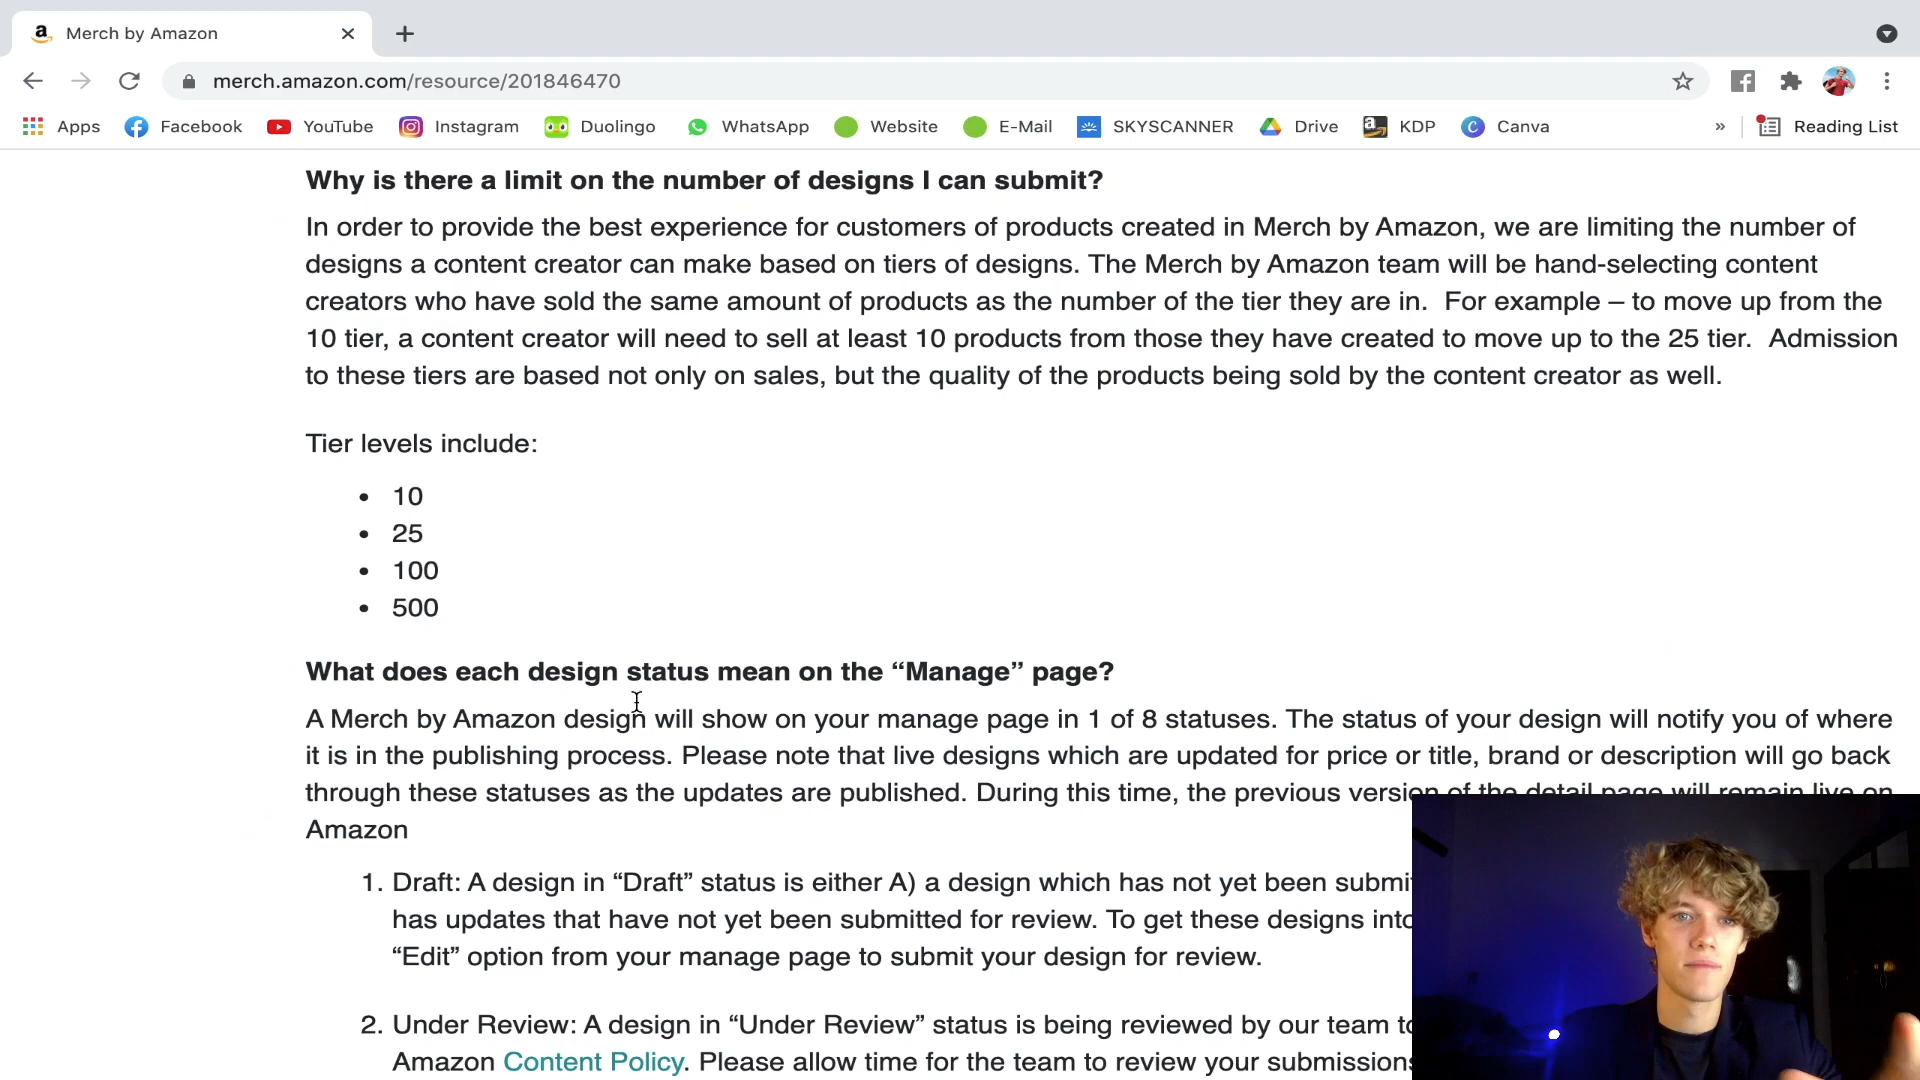 Merch by Amazon
merch.amazon.com/resource/201846470
Apps Facebook YouTube Instagram Duolingo WhatsApp Website E-Mail SKYSCANNER Drive KDP Canva » Reading List
Why is there a limit on the number of designs I can submit?
In order to provide the best experience for customers of products created in Merch by Amazon, we are limiting the number of
designs a content creator can make based on tiers of designs. The Merch by Amazon team will be hand-selecting content
creators who have sold the same amount of products as the number of the tier they are in. For example – to move up from the
10 tier, a content creator will need to sell at least 10 products from those they have created to move up to the 25 tier. Admission
to these tiers are based not only on sales, but the quality of the products being sold by the content creator as well.
Tier levels include:
• 10
• 25
• 100
• 500
What does each design status mean on the “Manage” page?
A Merch by Amazon design will show on your manage page in 1 of 8 statuses. The status of your design will notify you of where
it is in the publishing process. Please note that live designs which are updated for price or title, brand or description will go back
through these statuses as the updates are published. During this time, the previous version of the detail page will remain live on
Amazon
1. Draft: A design in “Draft” status is either A) a design which has not yet been submi
has updates that have not yet been submitted for review. To get these designs into
“Edit” option from your manage page to submit your design for review.
2. Under Review: A design in “Under Review” status is being reviewed by our team to
Amazon Content Policy. Please allow time for the team to review your submissions